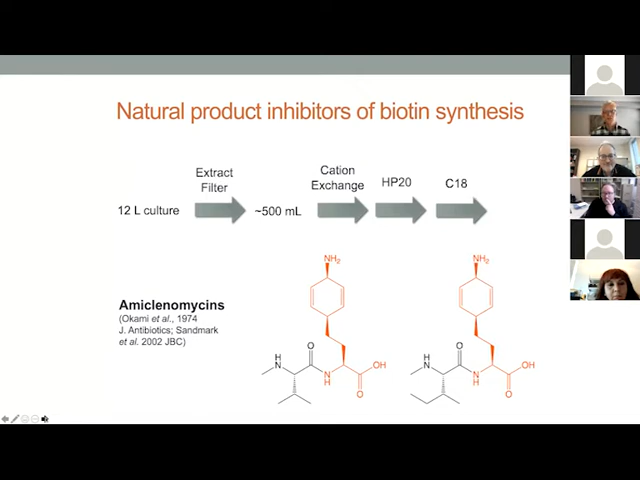 Natural product inhibitors of biotin synthesis
Extract
Filter
Cation
Exchange
HP20
C18
12 L culture
~500 mL
Amiclenomycins
(Okami et al., 1974
J. Antibiotics; Sandmark
et al. 2002 JBC)
NH₂
H
N
O
N
H
OH
O
NH₂
H
N
O
N
H
OH
O